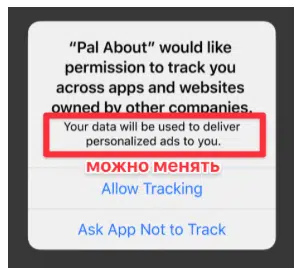 “Pal About” would like
permission to track you
across apps and websites
owned by other companies.
Your data will be used to deliver
personalized ads to you.
можно менять
Allow Tracking
Ask App Not to Track